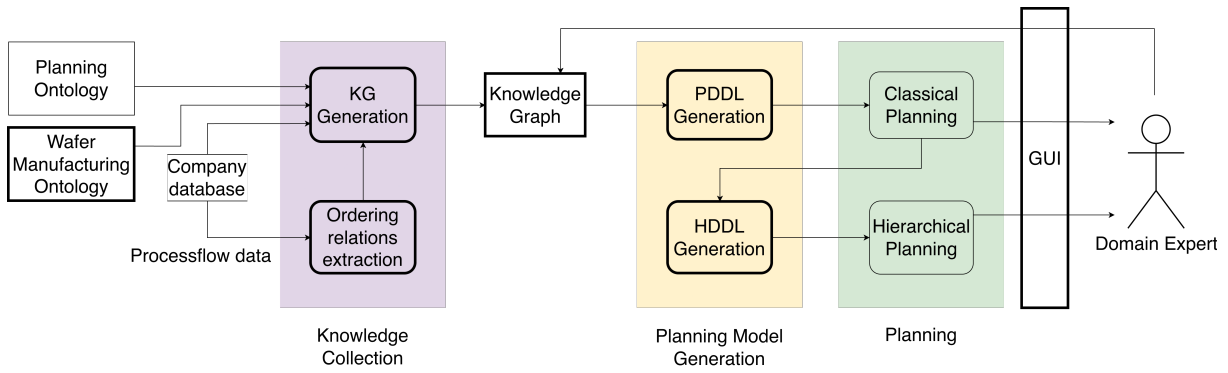 Planning
Ontology
Wafer
Manufacturing
Ontology
Company
database
Processflow data
KG
Generation
Ordering
relations
extraction
Knowledge
Collection
Knowledge
Graph
PDDL
Generation
HDDL
Generation
Planning Model
Generation
Classical
Planning
Hierarchical
Planning
Planning
GUI
Domain Expert